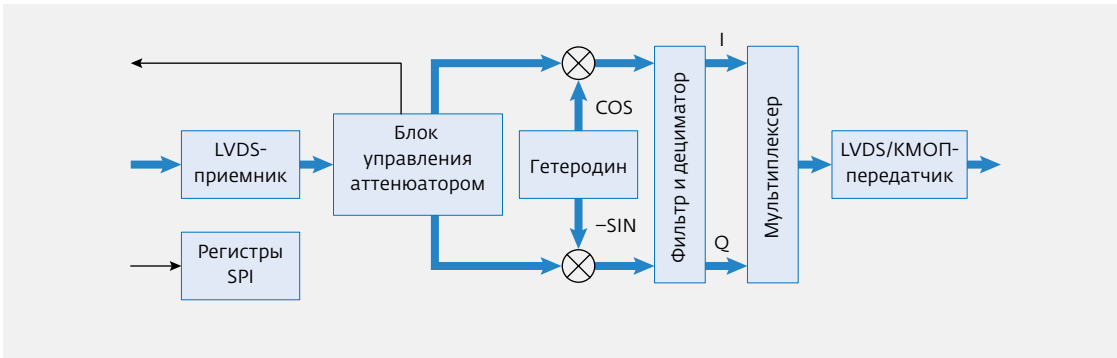 I
COS
LVDS-
приемник
Блок
управления
аттенюатором
Гетеродин
Фильтр и дециматор
Мультиплексер
LVDS/КМОП-
передатчик
–SIN
Q
Регистры
SPI